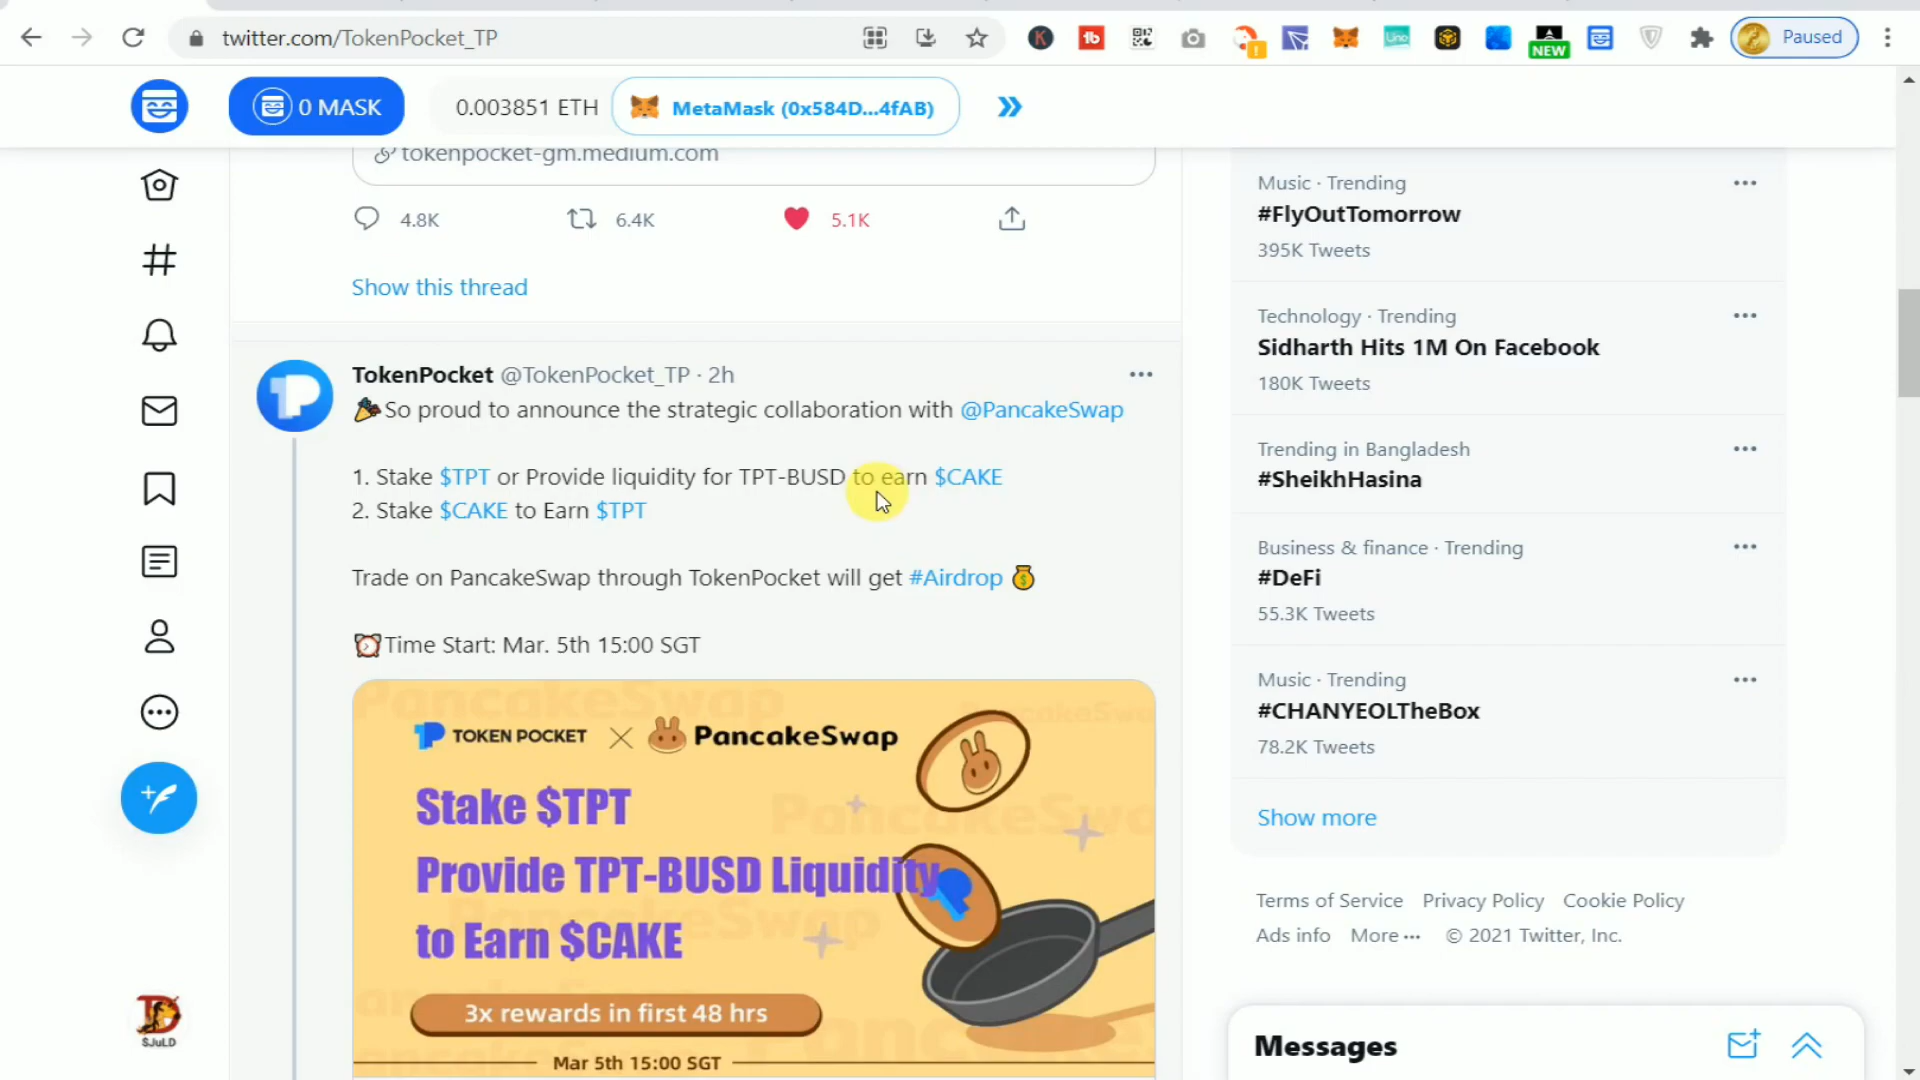 twitter.com/TokenPocket_TP
Paused
NEW
0 MASK
0.003851 ETH
MetaMask (0x584D...4fAB)
tokenpocket-gm.medium.com
4.8K
6.4K
5.1K
Show this thread
TokenPocket @TokenPocket_TP · 2h
So proud to announce the strategic collaboration with @PancakeSwap
1. Stake $TPT or Provide liquidity for TPT-BUSD to earn $CAKE
2. Stake $CAKE to Earn $TPT
Trade on PancakeSwap through TokenPocket will get #Airdrop
Time Start: Mar. 5th 15:00 SGT
TOKEN POCKET
PancakeSwap
Stake $TPT
Provide TPT-BUSD Liquidity
to Earn $CAKE
3x rewards in first 48 hrs
Mar 5th 15:00 SGT
SJuLD
Music · Trending
#FlyOutTomorrow
395K Tweets
Technology · Trending
Sidharth Hits 1M On Facebook
180K Tweets
Trending in Bangladesh
#SheikhHasina
Business & finance · Trending
#DeFi
55.3K Tweets
Music · Trending
#CHANYEOLTheBox
78.2K Tweets
Show more
Terms of Service Privacy Policy Cookie Policy
Ads info More ··· © 2021 Twitter, Inc.
Messages